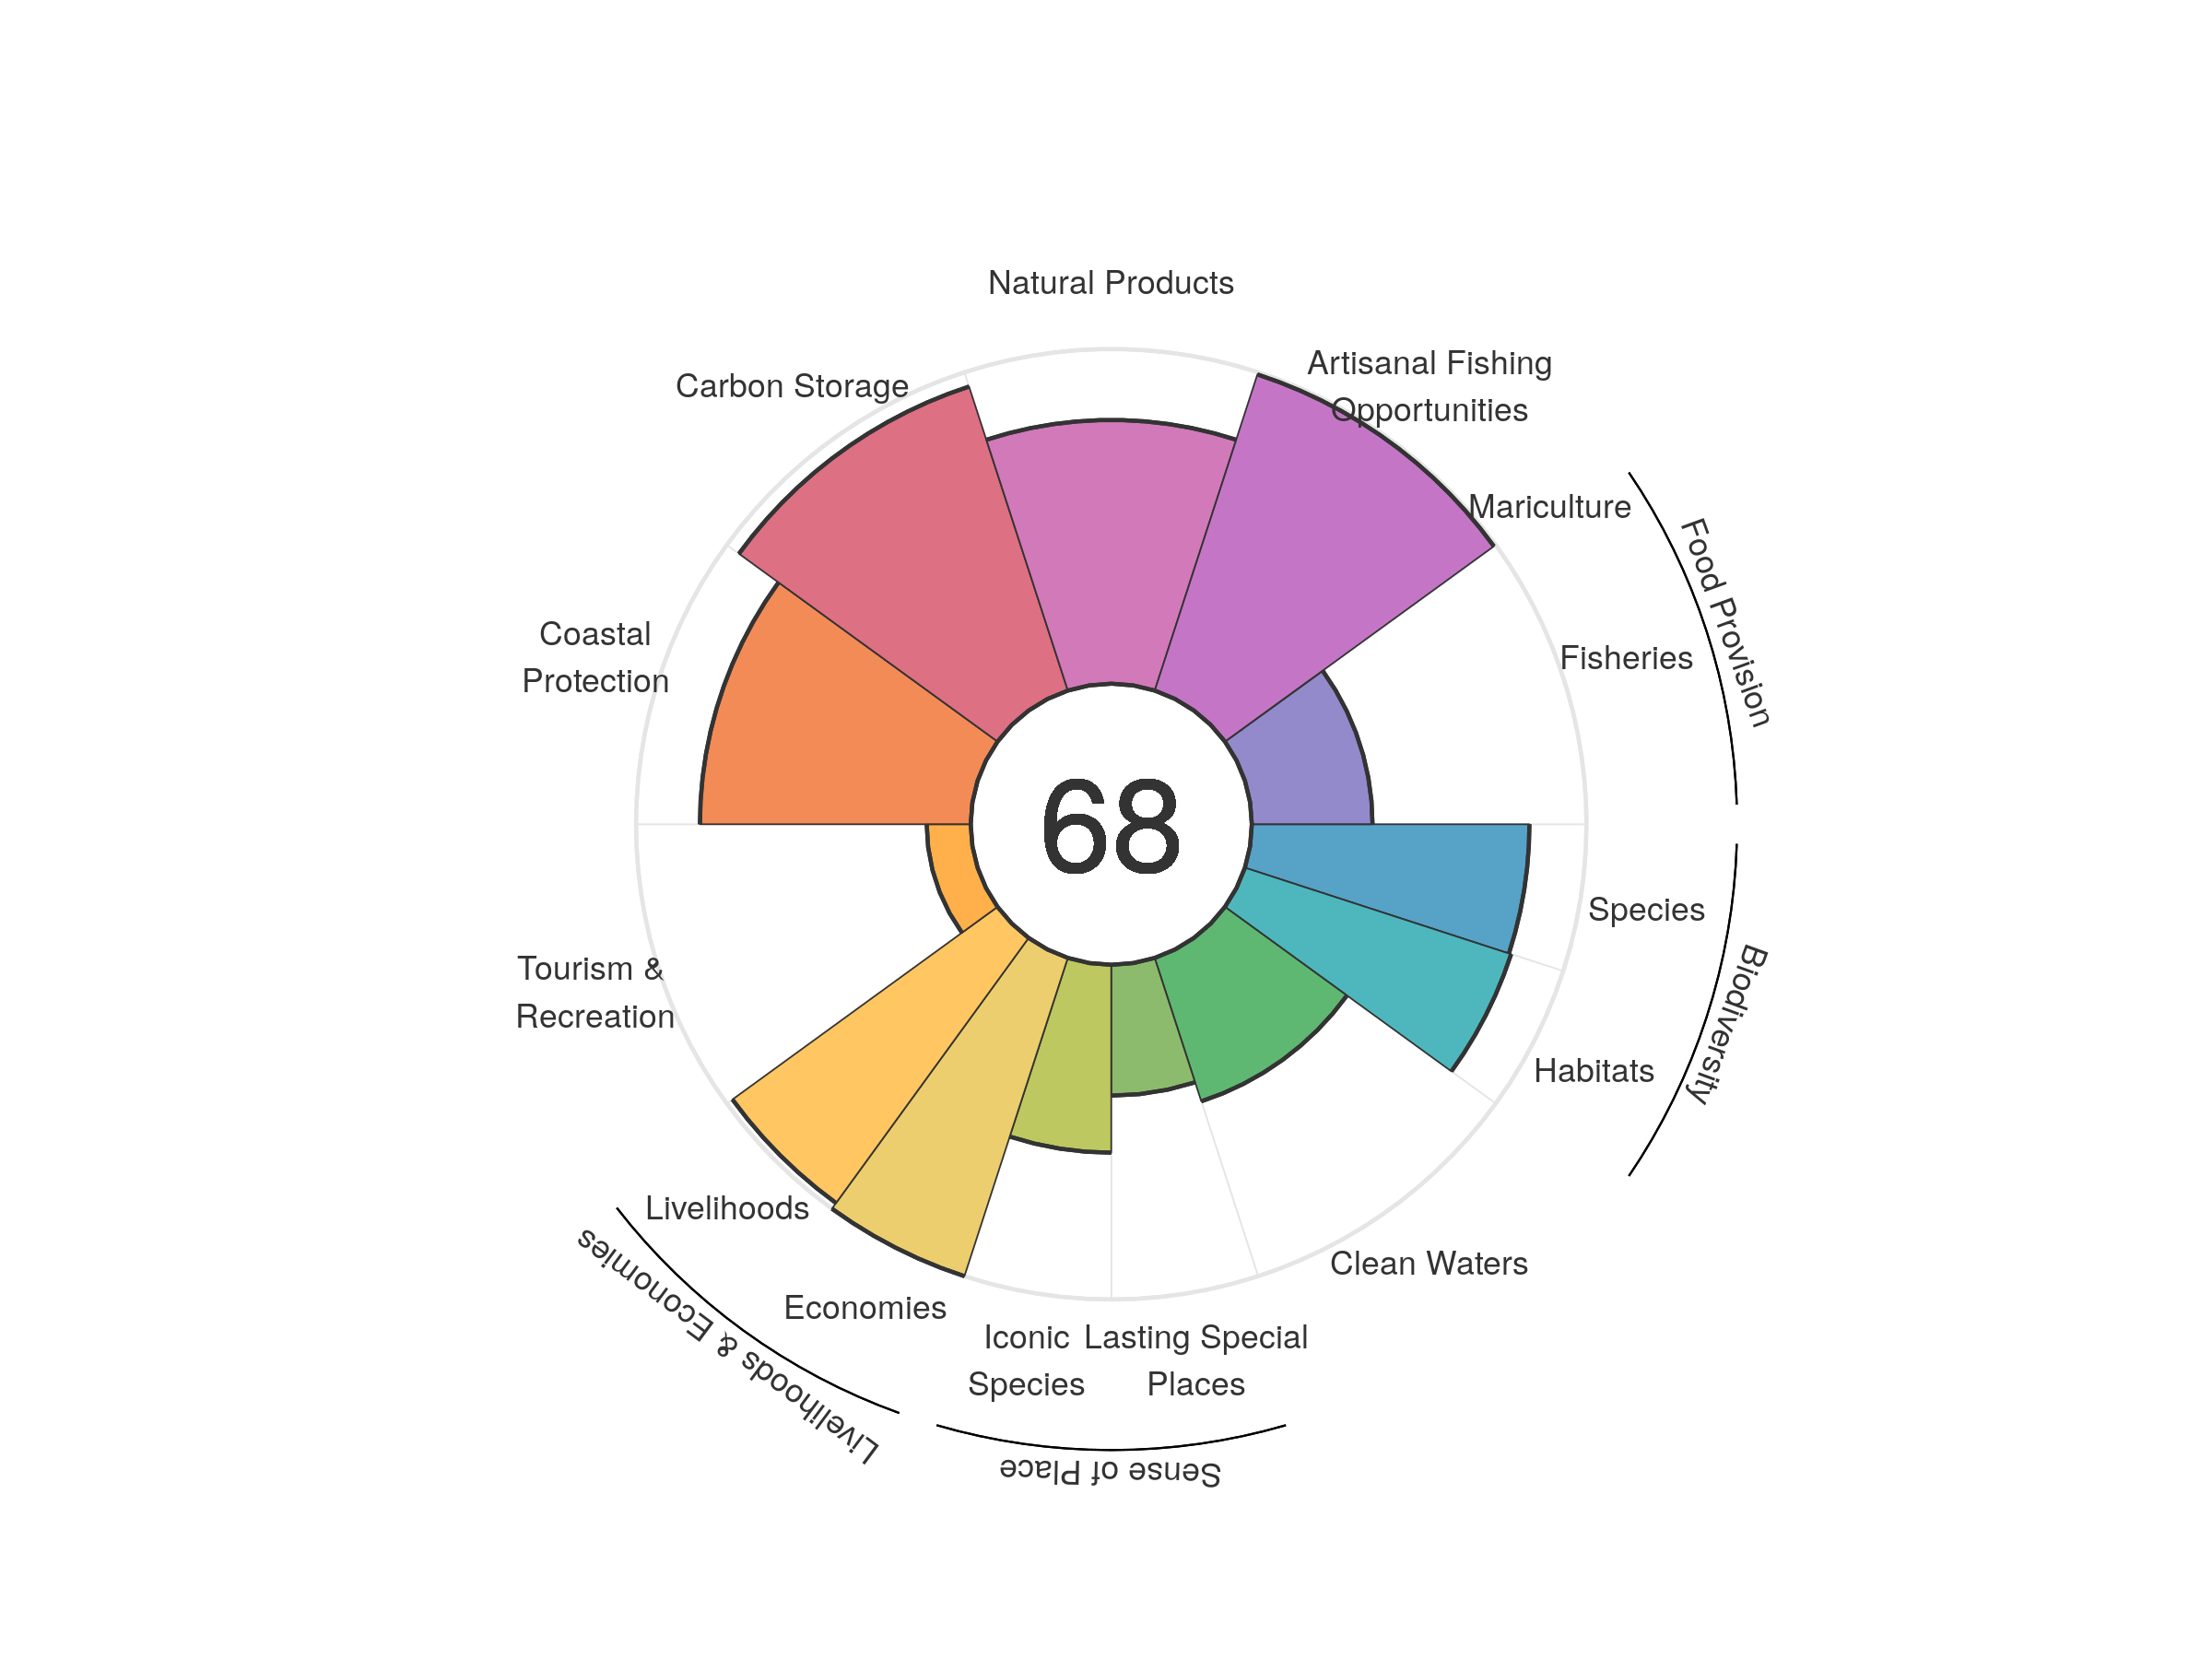 Natural Products
Artisanal Fishing
Opportunities
Carbon Storage
Mariculture
Food Provision
Coastal
Protection
Fisheries
68
Species
Biodiversity
Tourism &
Recreation
Habitats
Livelihoods
Clean Waters
Livelihoods & Economies
Economies
Iconic
Species
Lasting Special
Places
Sense of Place